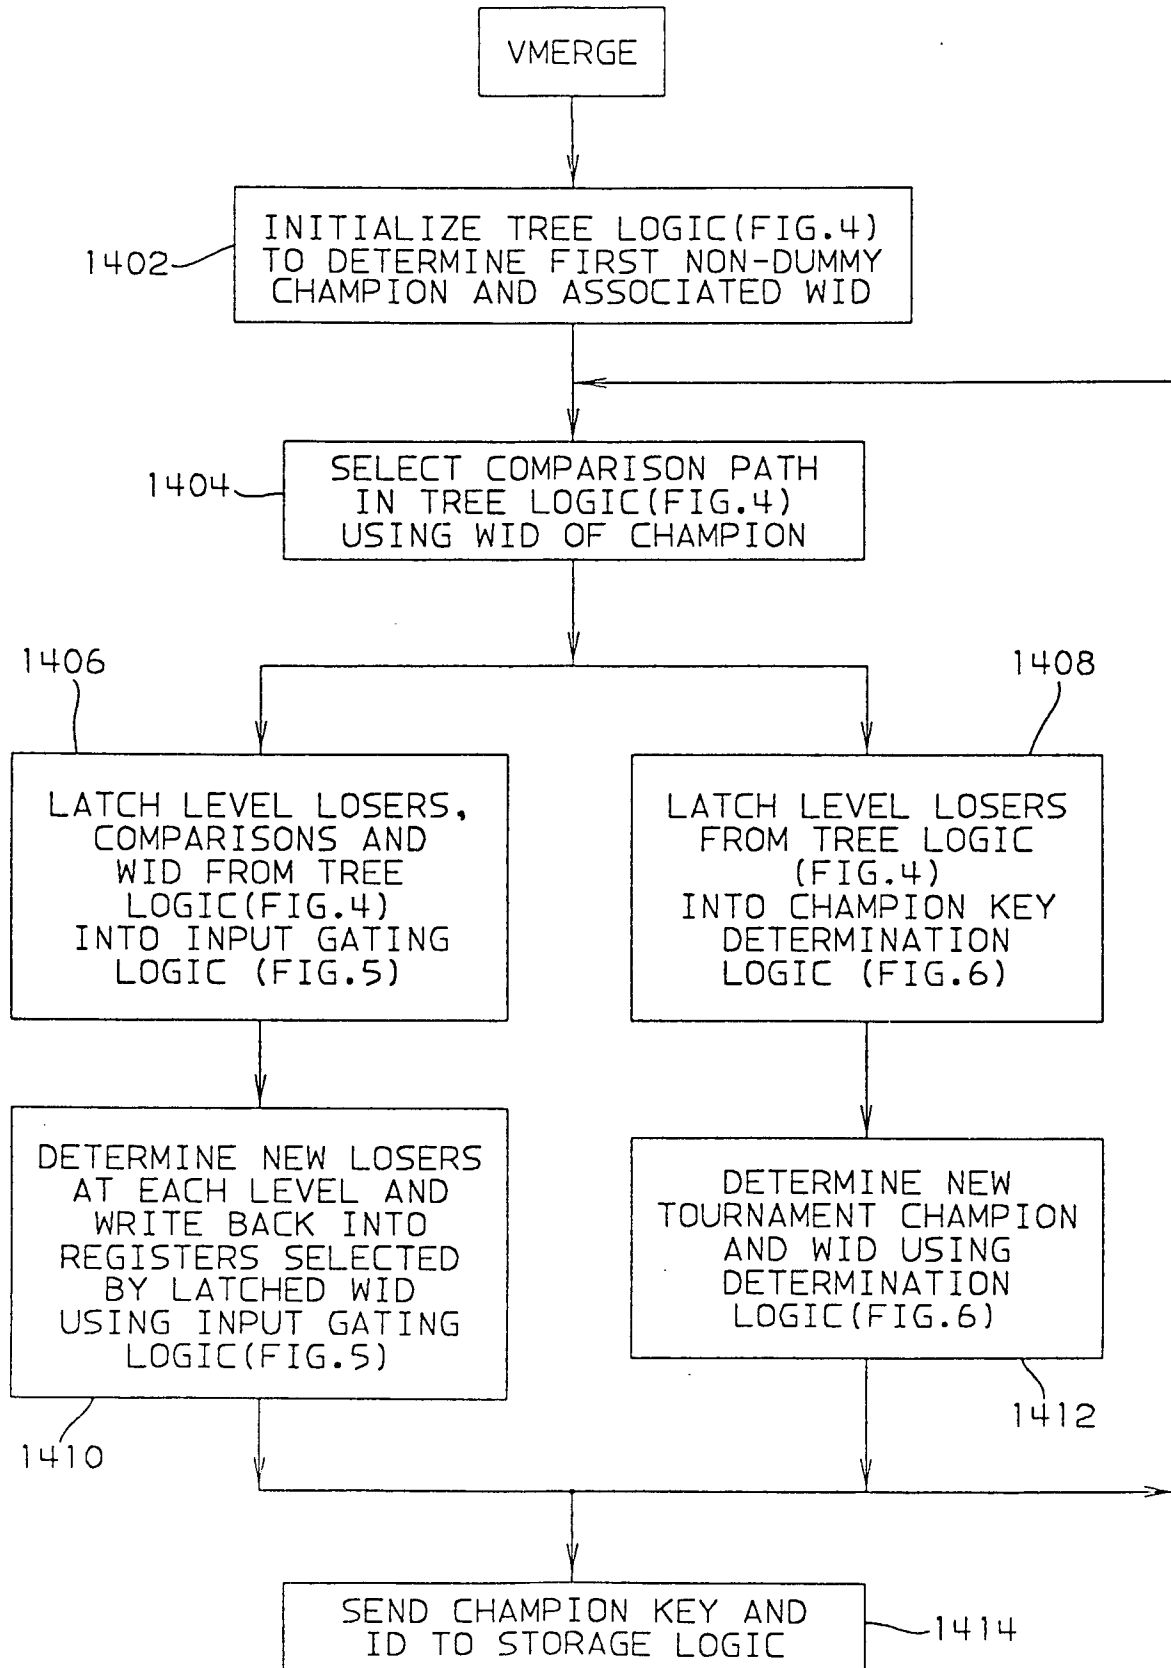 VMERGE
INITIALIZE TREE LOGIC(FIG.4)
TO DETERMINE FIRST NON-DUMMY
CHAMPION AND ASSOCIATED WID
1402
SELECT COMPARISON PATH
IN TREE LOGIC(FIG.4)
USING WID OF CHAMPION
1404
1406
1408
LATCH LEVEL LOSERS,
COMPARISONS AND
WID FROM TREE
LOGIC(FIG.4)
INTO INPUT GATING
LOGIC (FIG.5)
LATCH LEVEL LOSERS
FROM TREE LOGIC
(FIG.4)
INTO CHAMPION KEY
DETERMINATION
LOGIC (FIG.6)
DETERMINE NEW LOSERS
AT EACH LEVEL AND
WRITE BACK INTO
REGISTERS SELECTED
BY LATCHED WID
USING INPUT GATING
LOGIC(FIG.5)
1410
DETERMINE NEW
TOURNAMENT CHAMPION
AND WID USING
DETERMINATION
LOGIC(FIG.6)
1412
SEND CHAMPION KEY AND
ID TO STORAGE LOGIC
1414